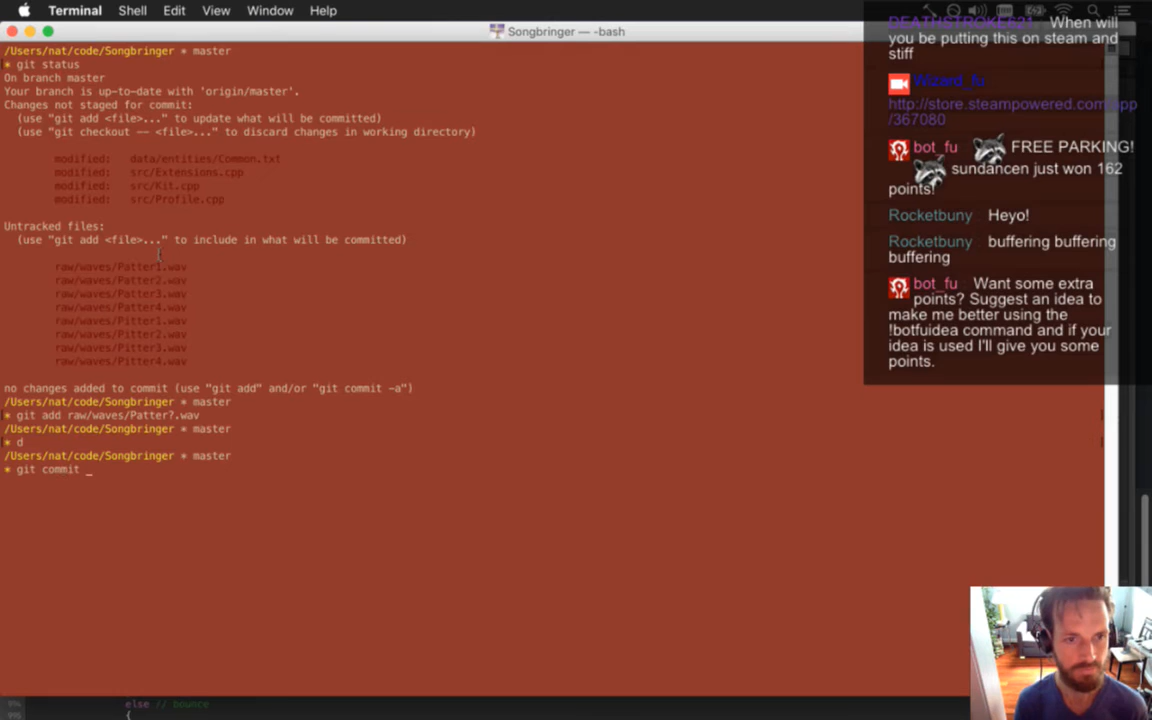 Terminal Shell Edit View Window Help
Songbringer — -bash
/Users/nat/code/Songbringer * master
* git status
On branch master
Your branch is up-to-date with 'origin/master'.
Changes not staged for commit:
(use "git add <file>..." to update what will be committed)
(use "git checkout -- <file>..." to discard changes in working directory)
modified: data/entities/Common.txt
modified: src/Extensions.cpp
modified: src/Kit.cpp
modified: src/Profile.cpp
Untracked files:
(use "git add <file>..." to include in what will be committed)
raw/waves/Patter1.wav
raw/waves/Patter2.wav
raw/waves/Patter3.wav
raw/waves/Patter4.wav
raw/waves/Pitter1.wav
raw/waves/Pitter2.wav
raw/waves/Pitter3.wav
raw/waves/Pitter4.wav
no changes added to commit (use "git add" and/or "git commit -a")
/Users/nat/code/Songbringer * master
* git add raw/waves/Patter?.wav
/Users/nat/code/Songbringer * master
* d
/Users/nat/code/Songbringer * master
* git commit _
When will
you be putting this on steam and
stiff
Wizard_fu
http://store.steampowered.com/app
/367080
bot_fu FREE PARKING!
sundancen just won 162
points!
Rocketbuny Heyo!
Rocketbuny buffering buffering
buffering
bot_fu Want some extra
points? Suggest an idea to
make me better using the
!botfuidea command and if your
idea is used I'll give you some
points.
else // bounce
{